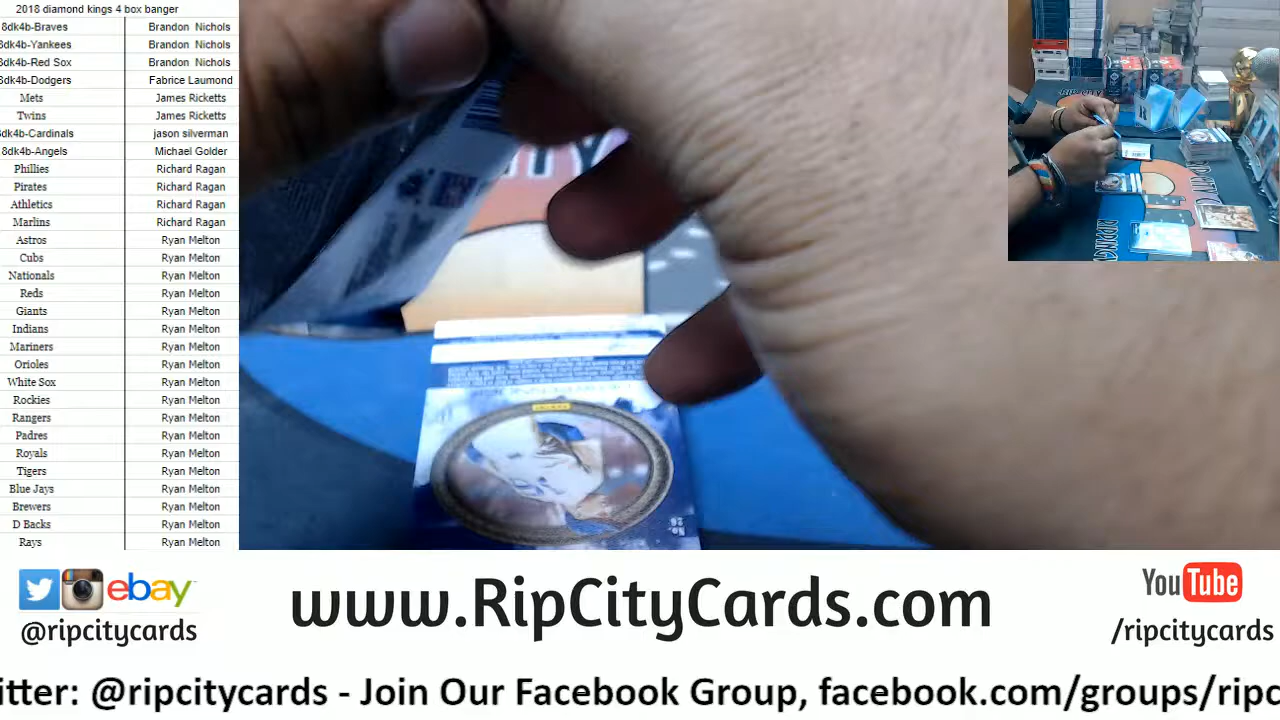 2018 diamond kings 4 box banger
8dk4b-Braves Brandon Nichols
8dk4b-Yankees Brandon Nichols
8dk4b-Red Sox Brandon Nichols
8dk4b-Dodgers Fabrice Laumond
Mets James Ricketts
Twins James Ricketts
8dk4b-Cardinals jason silverman
8dk4b-Angels Michael Golder
Phillies Richard Ragan
Pirates Richard Ragan
Athletics Richard Ragan
Marlins Richard Ragan
Astros Ryan Melton
Cubs Ryan Melton
Nationals Ryan Melton
Reds Ryan Melton
Giants Ryan Melton
Indians Ryan Melton
Mariners Ryan Melton
Orioles Ryan Melton
White Sox Ryan Melton
Rockies Ryan Melton
Rangers Ryan Melton
Padres Ryan Melton
Royals Ryan Melton
Tigers Ryan Melton
Blue Jays Ryan Melton
Brewers Ryan Melton
D Backs Ryan Melton
Rays Ryan Melton
ebay
@ripcitycards
www.RipCityCards.com
YouTube
/ripcitycards
itter: @ripcitycards - Join Our Facebook Group, facebook.com/groups/ripc